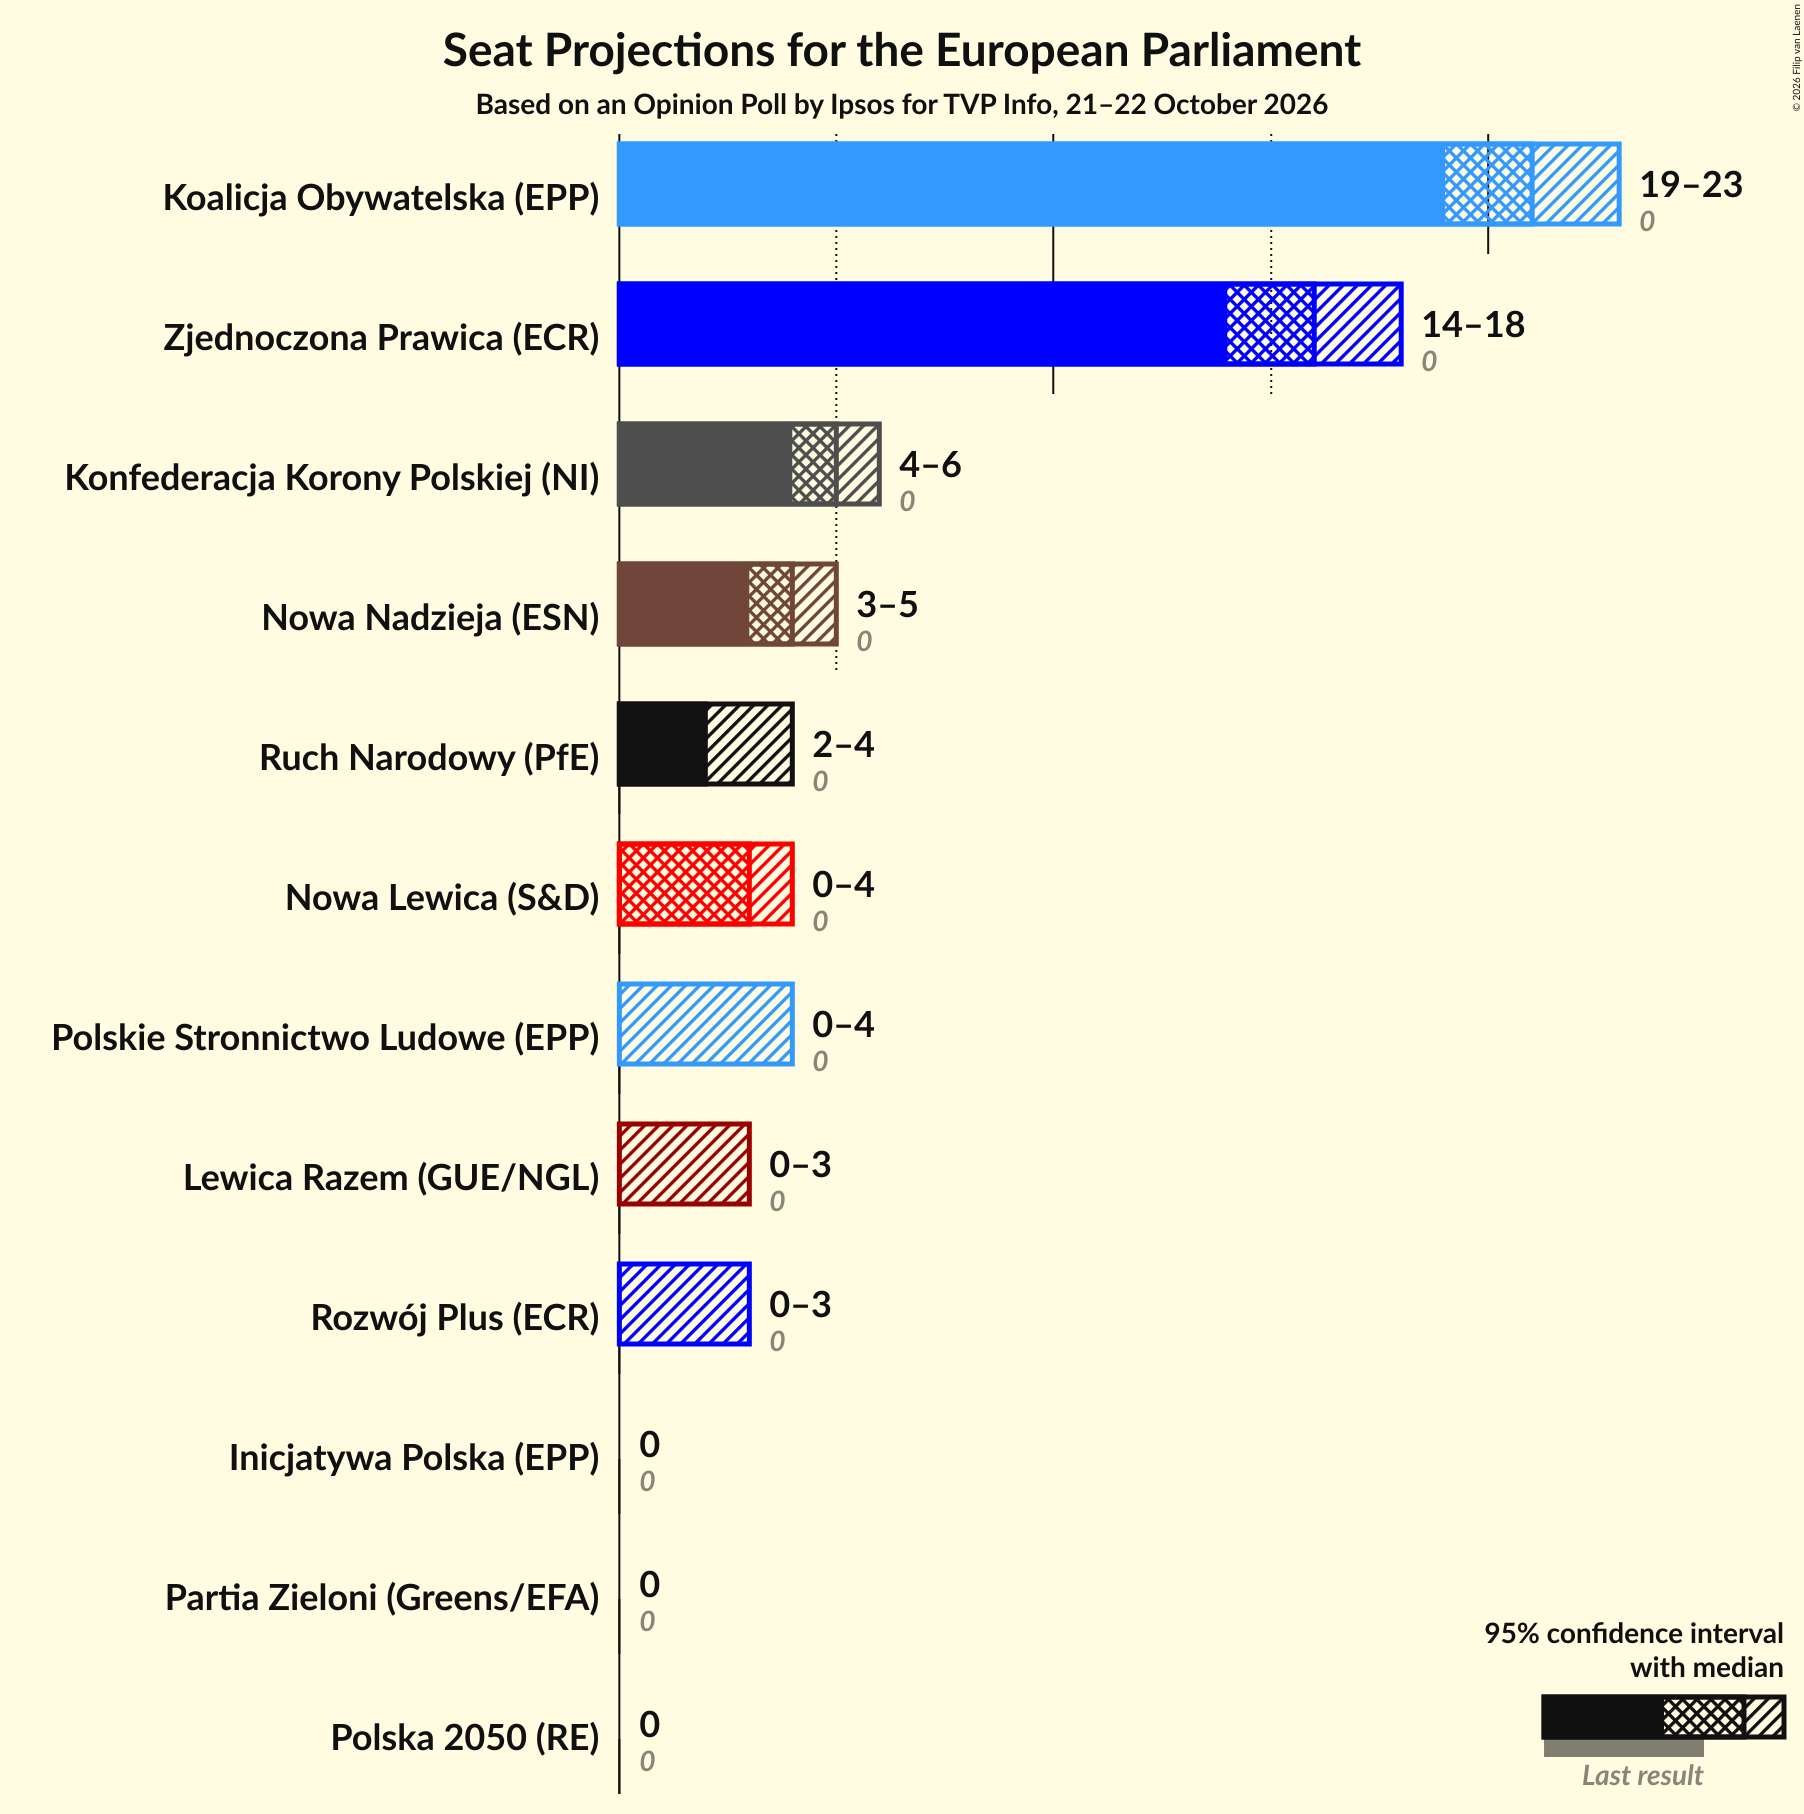 Seat Projections for the European Parliament
Based on an Opinion Poll by Ipsos for TVP Info, 21–22 October 2026
© 2026 Filip van Laenen
Koalicja Obywatelska (EPP)
19–23
0
Zjednoczona Prawica (ECR)
14–18
0
Konfederacja Korony Polskiej (NI)
4–6
0
Nowa Nadzieja (ESN)
3–5
0
Ruch Narodowy (PfE)
2–4
0
Nowa Lewica (S&D)
0–4
0
Polskie Stronnictwo Ludowe (EPP)
0–4
0
Lewica Razem (GUE/NGL)
0–3
0
Rozwój Plus (ECR)
0–3
0
Inicjatywa Polska (EPP)
0
0
Partia Zieloni (Greens/EFA)
0
0
Polska 2050 (RE)
0
0
95% confidence interval
with median
Last result